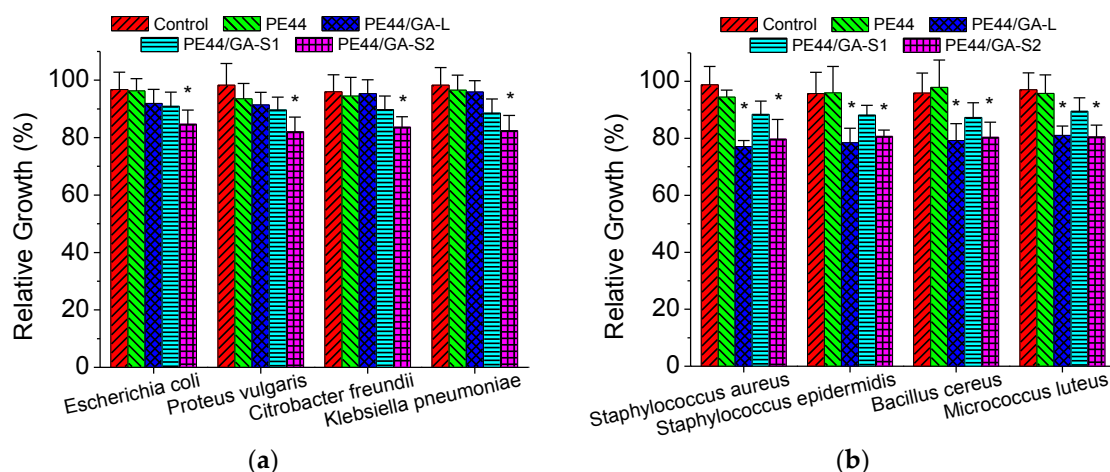 Control PE44 PE44/GA-L
PE44/GA-S1 PE44/GA-S2
Relative Growth (%)
100
80
60
40
20
0
* * * *
Escherichia coli
Proteus vulgaris
Citrobacter freundii
Klebsiella pneumoniae
(a)
Control PE44 PE44/GA-L
PE44/GA-S1 PE44/GA-S2
Relative Growth (%)
100
80
60
40
20
0
* * * * * * * *
Staphylococcus aureus
Staphylococcus epidermidis
Bacillus cereus
Micrococcus luteus
(b)